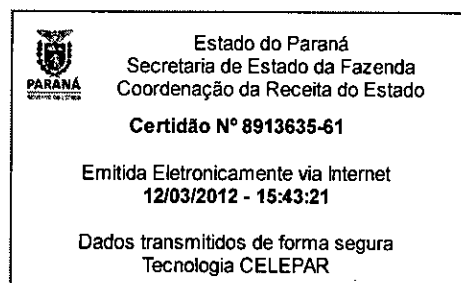 Estado do Paraná
Secretaria de Estado da Fazenda
PARANÁ
Coordenação da Receita do Estado
Certidão Nº 8913635-61
Emitida Eletronicamente via Internet
12/03/2012 - 15:43:21
Dados transmitidos de forma segura
Tecnologia CELEPAR